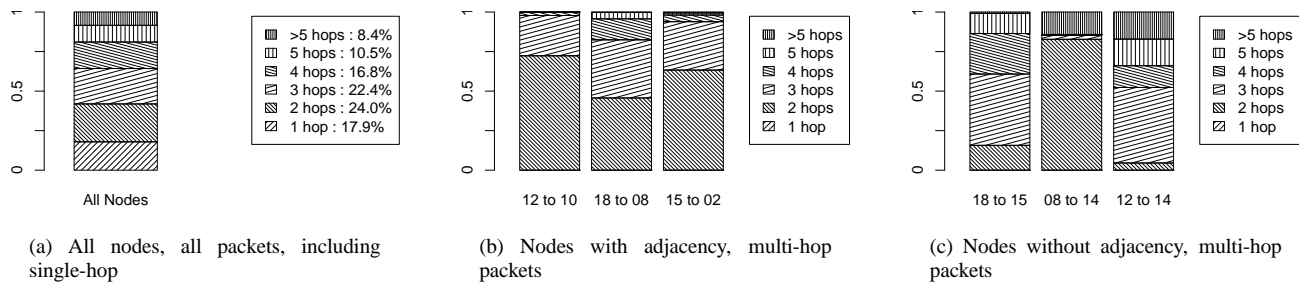 1
0.5
0
All Nodes
>5 hops : 8.4%
5 hops : 10.5%
4 hops : 16.8%
3 hops : 22.4%
2 hops : 24.0%
1 hop : 17.9%
(a) All nodes, all packets, including
single-hop
1
0.5
0
12 to 10 18 to 08 15 to 02
>5 hops
5 hops
4 hops
3 hops
2 hops
1 hop
(b) Nodes with adjacency, multi-hop
packets
1
0.5
0
18 to 15 08 to 14 12 to 14
>5 hops
5 hops
4 hops
3 hops
2 hops
1 hop
(c) Nodes without adjacency, multi-hop
packets